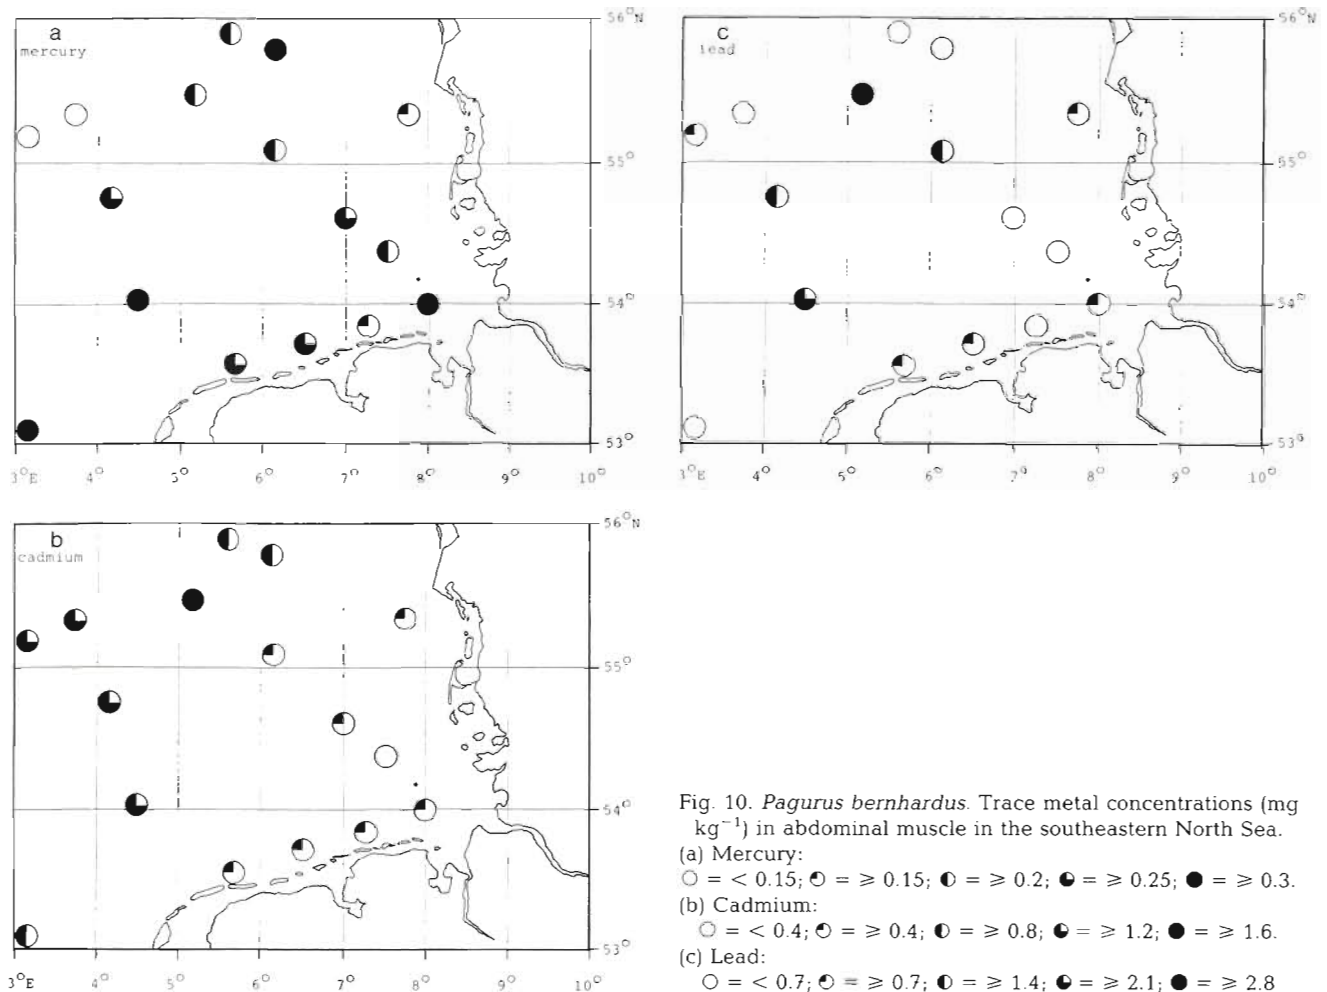 a
mercury
56°N
55°
54°
53°
3°E 4° 5° 6° 7° 8° 9° 10°
c
lead
56°N
55°
54°
53°
3°E 4° 5° 6° 7° 8° 9° 10°
b
cadmium
56°N
55°
54°
53°
3°E 4° 5° 6° 7° 8° 9° 10°
Fig. 10. Pagurus bernhardus. Trace metal concentrations (mg
kg⁻¹) in abdominal muscle in the southeastern North Sea.
(a) Mercury:
○ = < 0.15; ◔ = ⩾ 0.15; ◐ = ⩾ 0.2; ◕ = ⩾ 0.25; ● = ⩾ 0.3.
(b) Cadmium:
○ = < 0.4; ◔ = ⩾ 0.4; ◐ = ⩾ 0.8; ◕ = ⩾ 1.2; ● = ⩾ 1.6.
(c) Lead:
○ = < 0.7; ◔ = ⩾ 0.7; ◐ = ⩾ 1.4; ◕ = ⩾ 2.1; ● = ⩾ 2.8